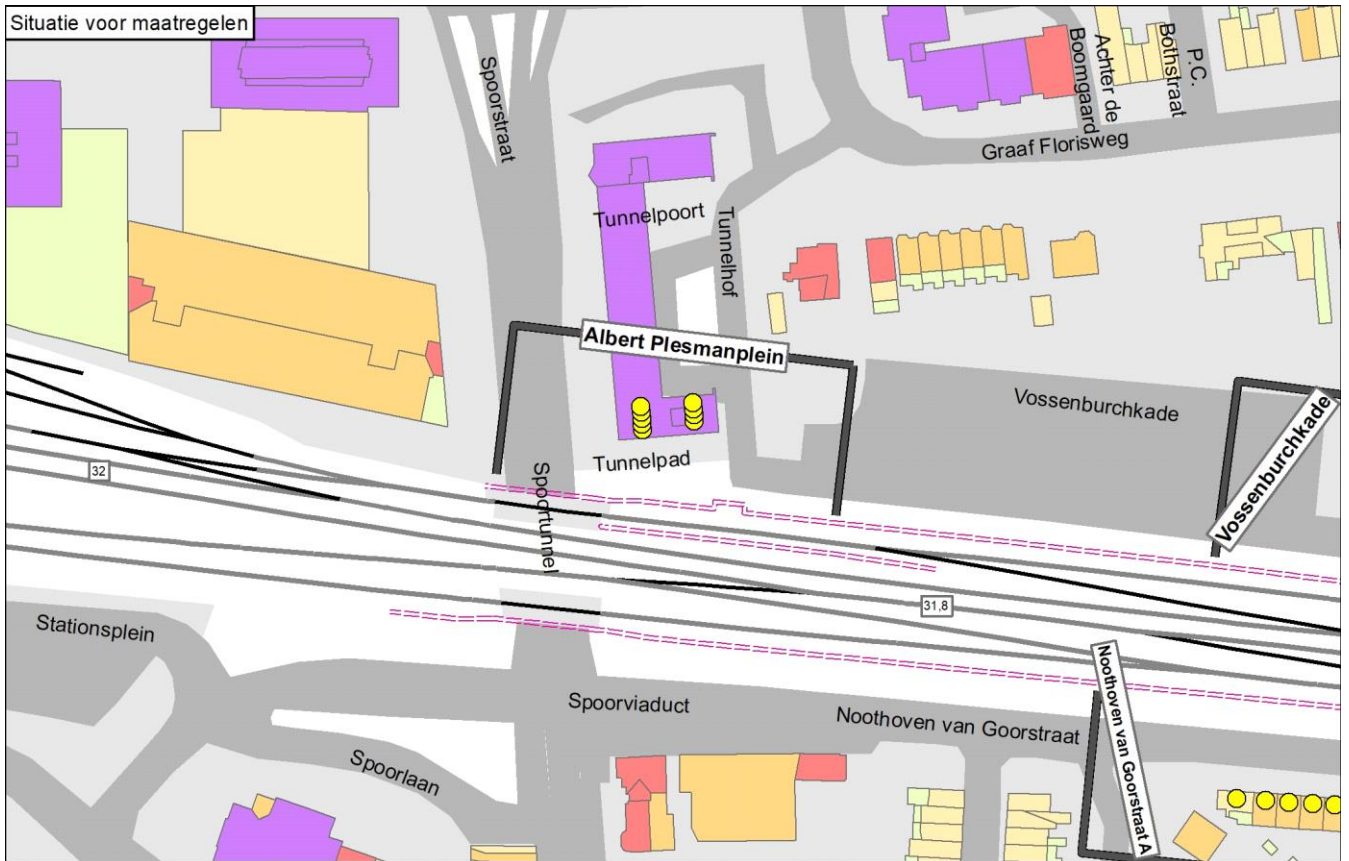 Situatie voor maatregelen
Spoorstraat
Achter de
Boomgaard
P.C.
Bothstraat
Graaf Florisweg
Tunnelpoort
Tunnelhof
Albert Plesmanplein
Vossenburchkade
Vossenburchkade
Tunnelpad
32
Spoortunnel
31,8
Stationsplein
Spoorviaduct
Noothoven van Goorstraat
Noothoven van Goorstraat A
Spoorlaan